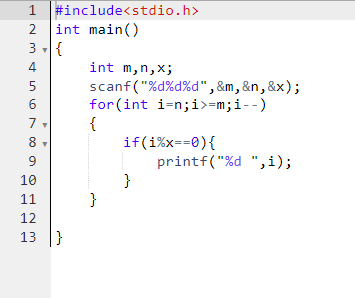 1 #include<stdio.h>
2 int main()
3 {
4     int m,n,x;
5     scanf("%d%d%d",&m,&n,&x);
6     for(int i=n;i>=m;i--)
7     {
8         if(i%x==0){
9             printf("%d ",i);
10         }
11     }
12
13 }